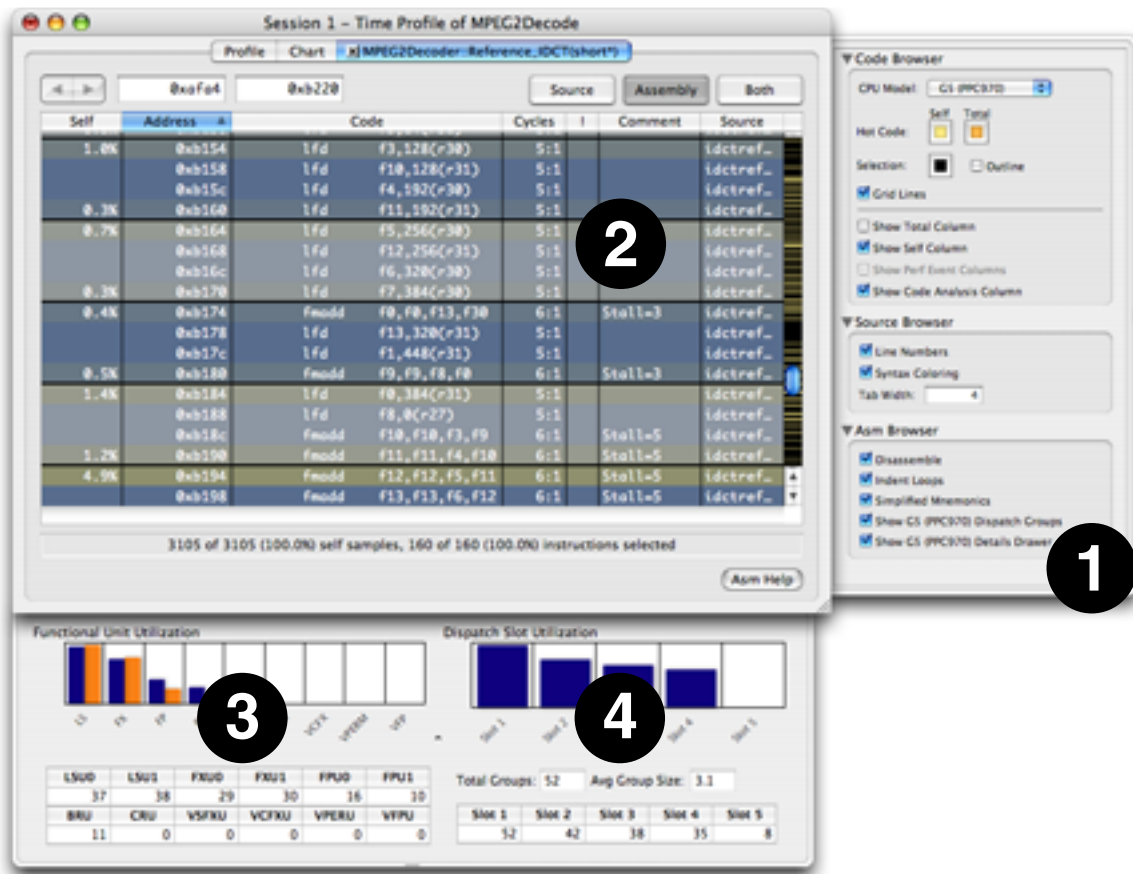 Session 1 – Time Profile of MPEG2Decode
Profile Chart MPEG2Decoder::Reference_IDCT(short*)
0xafa4 0xb220 Source Assembly Both
Self Address Code Cycles ! Comment Source
1.0% 0xb154 lfd f3,128(r30) 5:1 idctref…
0xb158 lfd f10,128(r31) 5:1 idctref…
0xb15c lfd f4,192(r30) 5:1 idctref…
0.3% 0xb160 lfd f11,192(r31) 5:1 idctref…
0.7% 0xb164 lfd f5,256(r30) 5:1 idctref…
0xb168 lfd f12,256(r31) 5:1 idctref…
0xb16c lfd f6,320(r30) 5:1 idctref…
0.3% 0xb170 lfd f7,384(r30) 5:1 idctref…
0.4% 0xb174 fmadd f0,f0,f13,f30 6:1 Stall=3 idctref…
0xb178 lfd f13,320(r31) 5:1 idctref…
0xb17c lfd f1,448(r31) 5:1 idctref…
0.5% 0xb180 fmadd f9,f9,f8,f0 6:1 Stall=3 idctref…
1.4% 0xb184 lfd f0,384(r31) 5:1 idctref…
0xb188 lfd f8,0(r27) 5:1 idctref…
0xb18c fmadd f10,f10,f3,f9 6:1 Stall=5 idctref…
1.2% 0xb190 fmadd f11,f11,f4,f10 6:1 Stall=5 idctref…
4.9% 0xb194 fmadd f12,f12,f5,f11 6:1 Stall=5 idctref…
0xb198 fmadd f13,f13,f6,f12 6:1 Stall=5 idctref…
2
3105 of 3105 (100.0%) self samples, 160 of 160 (100.0%) instructions selected
Asm Help
Code Browser
CPU Model: G5 (PPC970)
Self Total
Hot Code:
Selection: Outline
Grid Lines
Show Total Column
Show Self Column
Show Perf Event Columns
Show Code Analysis Column
Source Browser
Line Numbers
Syntax Coloring
Tab Width: 4
Asm Browser
Disassemble
Indent Loops
Simplified Mnemonics
Show G5 (PPC970) Dispatch Groups
Show G5 (PPC970) Details Drawer
1
Functional Unit Utilization
LS FX FP VCFX VPERM VFP
3
LSU0 LSU1 FXU0 FXU1 FPU0 FPU1
37 38 29 30 16 10
BRU CRU VSFXU VCFXU VPERU VFPU
11 0 0 0 0 0
Dispatch Slot Utilization
Slot 1 Slot 2 Slot 4 Slot 5
4
Total Groups: 52 Avg Group Size: 3.1
Slot 1 Slot 2 Slot 3 Slot 4 Slot 5
52 42 38 35 8